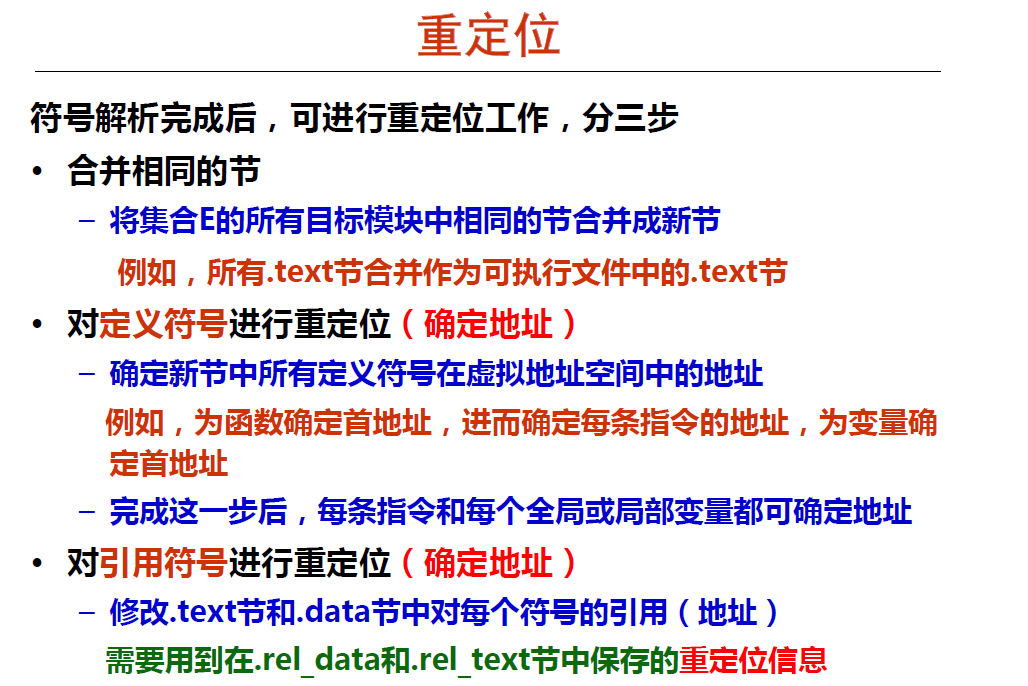 重定位
符号解析完成后，可进行重定位工作，分三步
• 合并相同的节
– 将集合E的所有目标模块中相同的节合并成新节
例如，所有.text节合并作为可执行文件中的.text节
• 对定义符号进行重定位（确定地址）
– 确定新节中所有定义符号在虚拟地址空间中的地址
例如，为函数确定首地址，进而确定每条指令的地址，为变量确
定首地址
– 完成这一步后，每条指令和每个全局或局部变量都可确定地址
• 对引用符号进行重定位（确定地址）
– 修改.text节和.data节中对每个符号的引用（地址）
需要用到在.rel_data和.rel_text节中保存的重定位信息